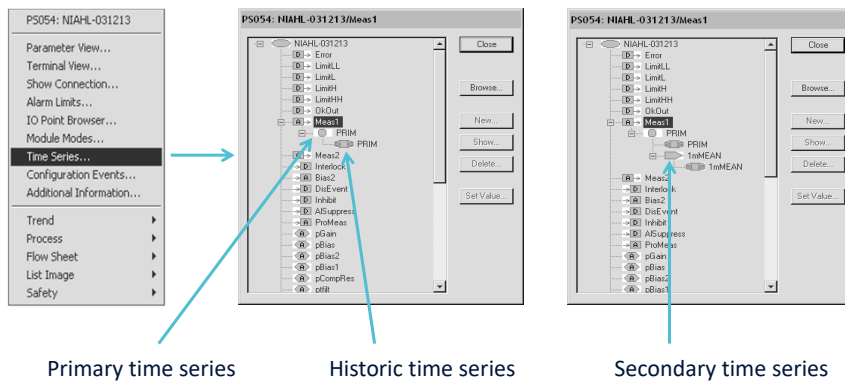 PS054: NIAHL-031213
Parameter View...
Terminal View...
Show Connection...
Alarm Limits...
IO Point Browser...
Module Modes...
Time Series...
Configuration Events...
Additional Information...
Trend
Process
Flow Sheet
List Image
Safety
PS054: NIAHL-031213/Meas1
NIAHL-031213
D Error
D LimitLL
D LimitL
D LimitH
D LimitHH
D OkOut
A Meas1
PRIM
PRIM
Meas2
D Interlock
A Bias2
D DisEvent
D Inhibit
D AlSuppress
A ProMeas
A pGain
A pBias
A pBias2
A pBias1
A pCompRes
A ptfilt
Close
Browse...
New...
Show...
Delete...
Set Value...
PS054: NIAHL-031213/Meas1
NIAHL-031213
D Error
D LimitLL
D LimitL
D LimitH
D LimitHH
D OkOut
A Meas1
PRIM
PRIM
1mMEAN
1mMEAN
A Meas2
D Interlock
A Bias2
D DisEvent
D Inhibit
D AlSuppress
A ProMeas
A pGain
A pBias
A pBias2
A pBias1
Close
Browse...
New...
Show...
Delete...
Set Value...
Primary time series
Historic time series
Secondary time series